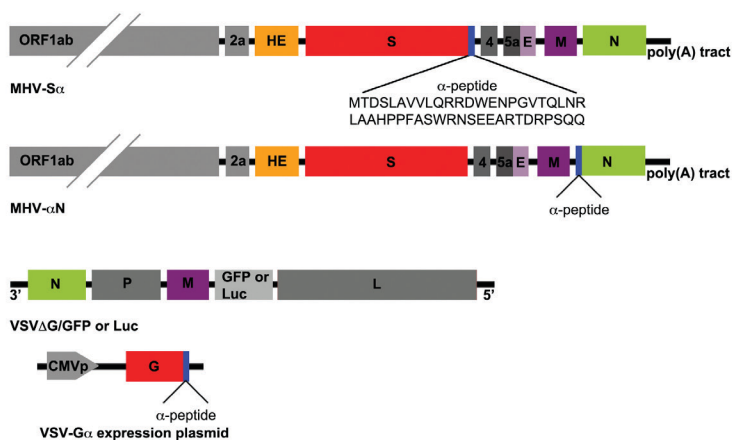 ORF1ab 2a HE S 4 5a E M N
poly(A) tract
MHV-Sα
α-peptide
MTDSLAVVLQRRDWENPGVTQLNR
LAAHPPFASWRNSEEARTDRPSQQ
ORF1ab 2a HE S 4 5a E M N
poly(A) tract
MHV-αN
α-peptide
N P M GFP or L
Luc
3’ 5’
VSVΔG/GFP or Luc
CMVp G
α-peptide
VSV-Gα expression plasmid